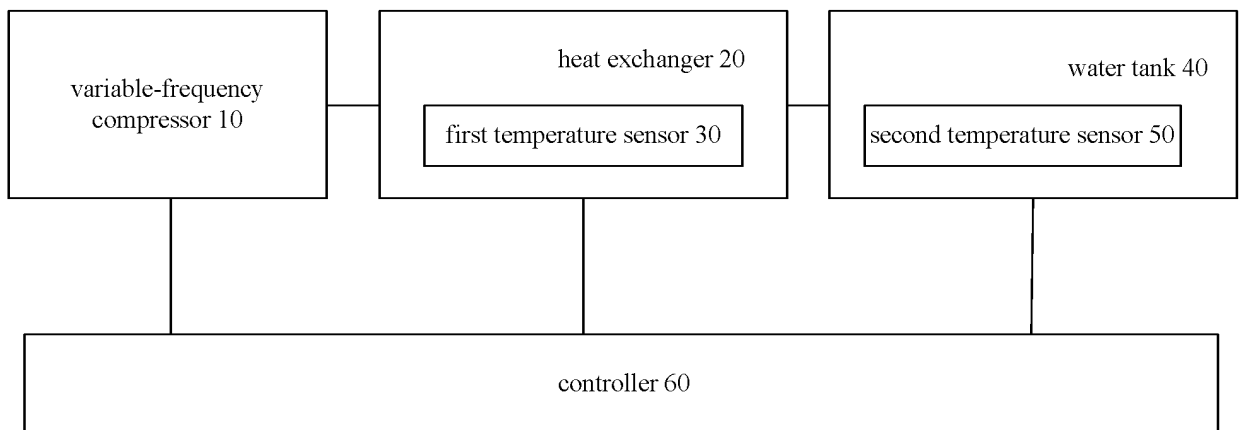 variable-frequency
compressor 10
heat exchanger 20
first temperature sensor 30
water tank 40
second temperature sensor 50
controller 60